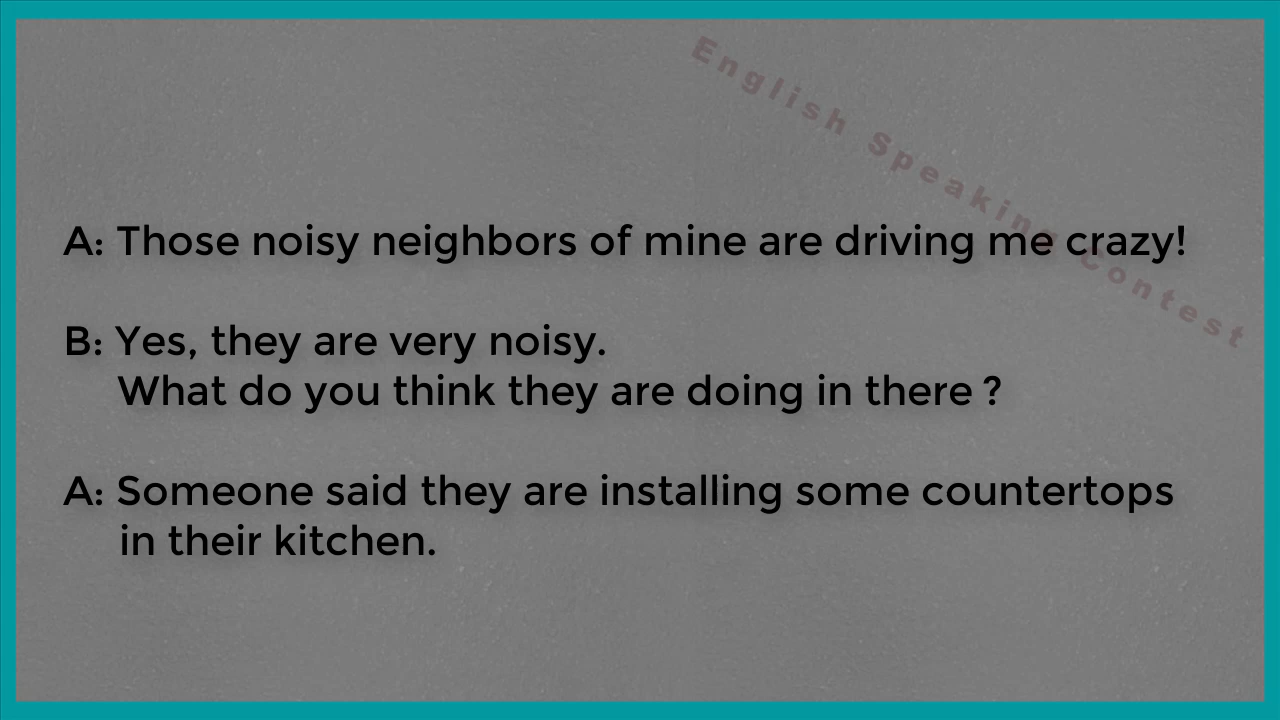 English Speaking Contest
A: Those noisy neighbors of mine are driving me crazy!
B: Yes, they are very noisy.
What do you think they are doing in there ?
A: Someone said they are installing some countertops
in their kitchen.